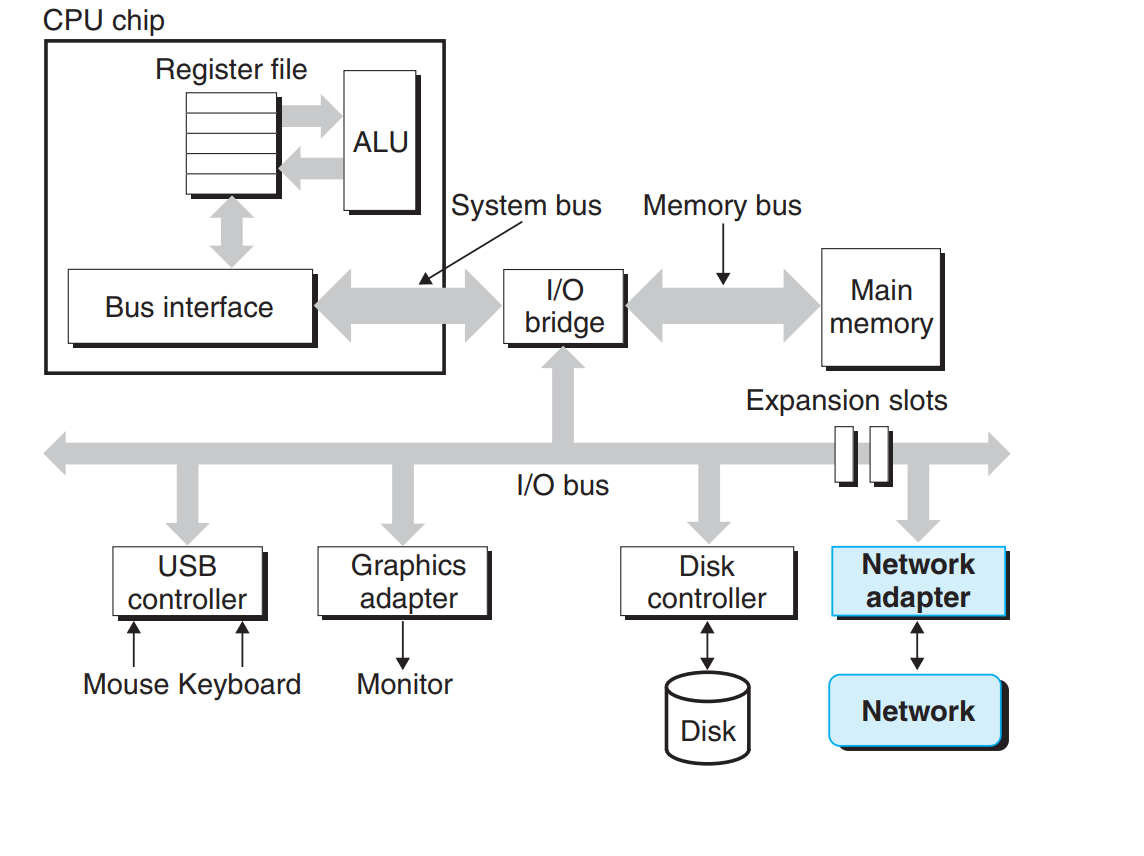 CPU chip
Register file
ALU
System bus
Memory bus
Bus interface
I/O
bridge
Main
memory
Expansion slots
I/O bus
USB
controller
Graphics
adapter
Disk
controller
Network
adapter
Mouse Keyboard
Monitor
Disk
Network